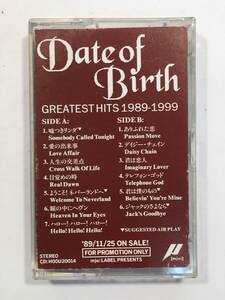 Date of
Birth
GREATEST HITS 1989-1999
SIDE A:
1. 嘘つきリンダ▼
Somebody Called Tonight
2. 愛の出来事
Love Affair
3. 人生の交差点
Cross Walk Of Life
4. 目覚めの時
Real Dawn
5. ようこそ!ネバーランドへ
Welcome To Neverland
6. 瞳の中にヘヴン
Heaven In Your Eyes
7. ハロー!ハロー!ハロー!
Hello! Hello! Hello!
SIDE B:
1. ありふれた恋
Passion Move
2. デイジー・チェイン
Daisy Chain
3. 君は恋人
Imaginary Lover
4. テレフォン・ゴッド
Telephone God
5. 君は僕のもの
Believin' You're Mine
6. ジャックのさよなら▼
Jack's Goodbye
▼SUGGESTED AIR PLAY
'89/11/25 ON SALE!
FOR PROMOTION ONLY
mju: LABEL PRESENTS
STEREO
CDI.H00U20014
[mju:]